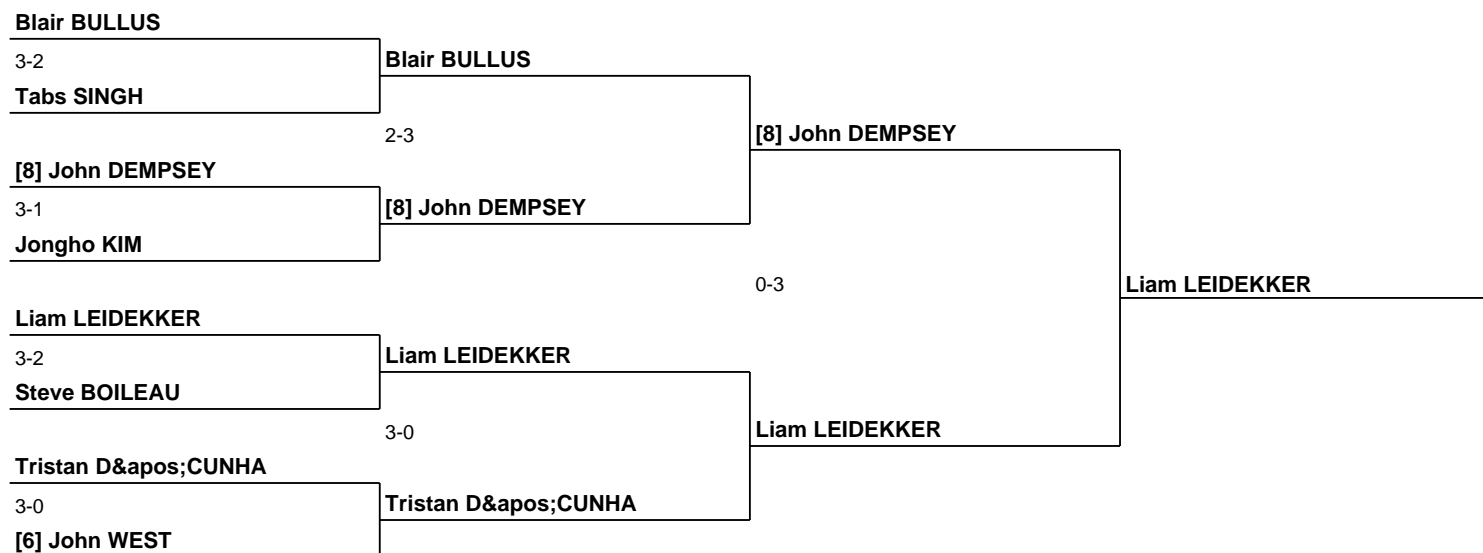 Blair BULLUS
3-2
Blair BULLUS
Tabs SINGH
2-3
[8] John DEMPSEY
[8] John DEMPSEY
3-1
[8] John DEMPSEY
Jongho KIM
0-3
Liam LEIDEKKER
Liam LEIDEKKER
3-2
Liam LEIDEKKER
Steve BOILEAU
3-0
Liam LEIDEKKER
Tristan D&apos;CUNHA
3-0
Tristan D&apos;CUNHA
[6] John WEST